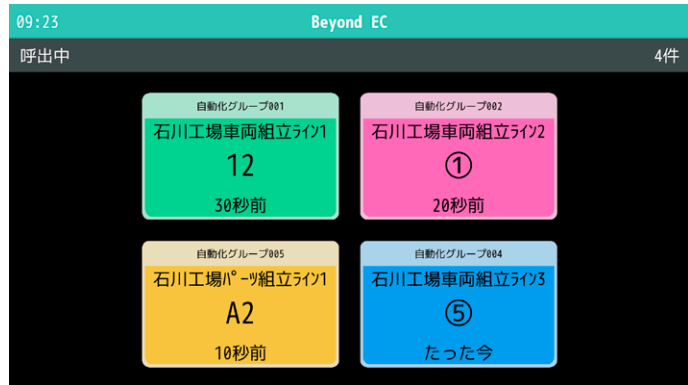 09:23
Beyond EC
呼出中
4件
自動化グループ001
石川工場車両組立ﾗｲﾝ1
12
30秒前
自動化グループ002
石川工場車両組立ﾗｲﾝ2
①
20秒前
自動化グループ005
石川工場ﾊﾟｰﾂ組立ﾗｲﾝ1
A2
10秒前
自動化グループ004
石川工場車両組立ﾗｲﾝ3
⑤
たった今